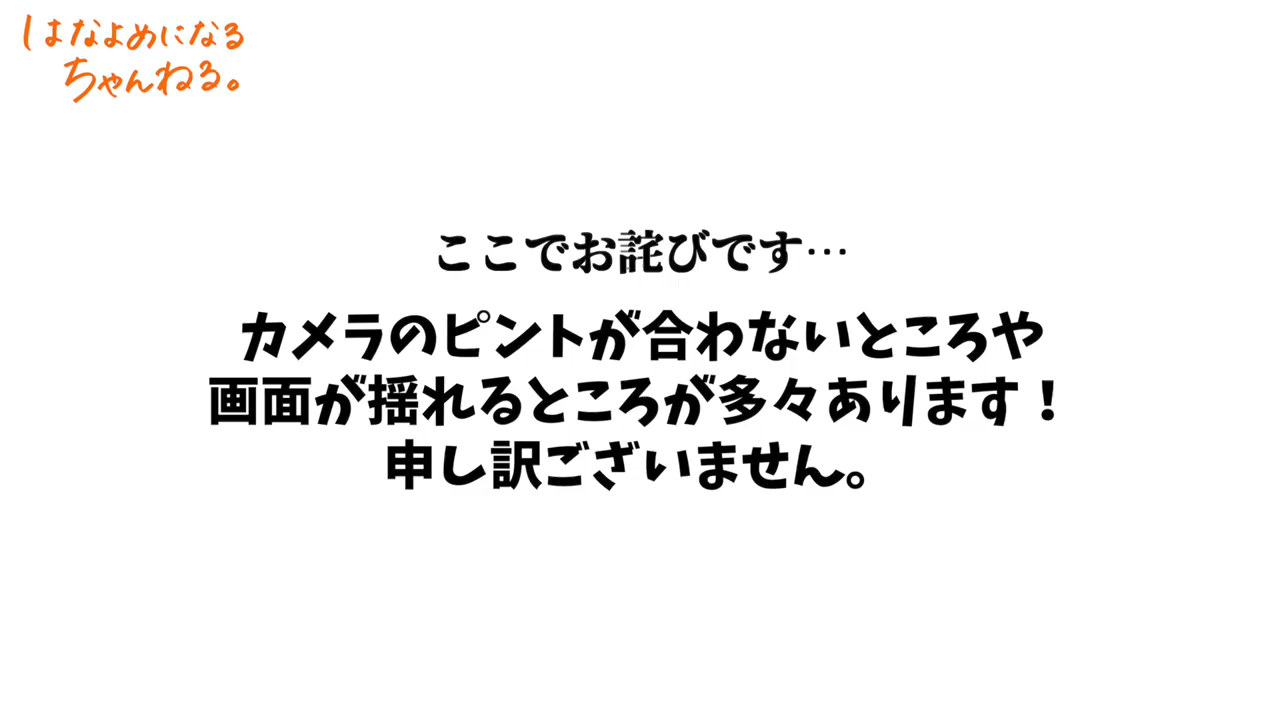 はなよめになる
ちゃんねる。
ここでお詫びです…
カメラのピントが合わないところや
画面が揺れるところが多々あります！
申し訳ございません。